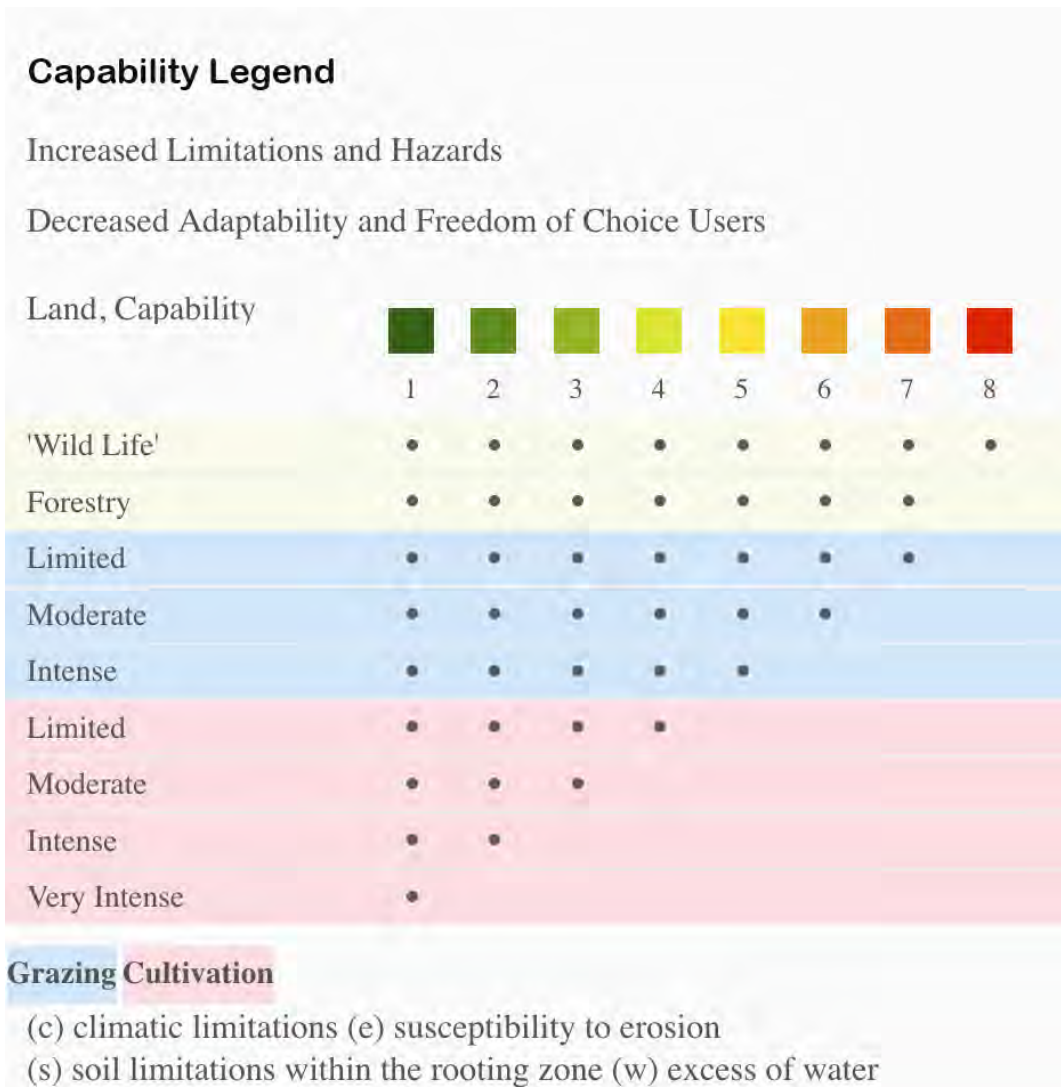 Capability Legend
Increased Limitations and Hazards
Decreased Adaptability and Freedom of Choice Users
Land, Capability
1 2 3 4 5 6 7 8
'Wild Life'
Forestry
Limited
Moderate
Intense
Limited
Moderate
Intense
Very Intense
Grazing Cultivation
(c) climatic limitations (e) susceptibility to erosion
(s) soil limitations within the rooting zone (w) excess of water